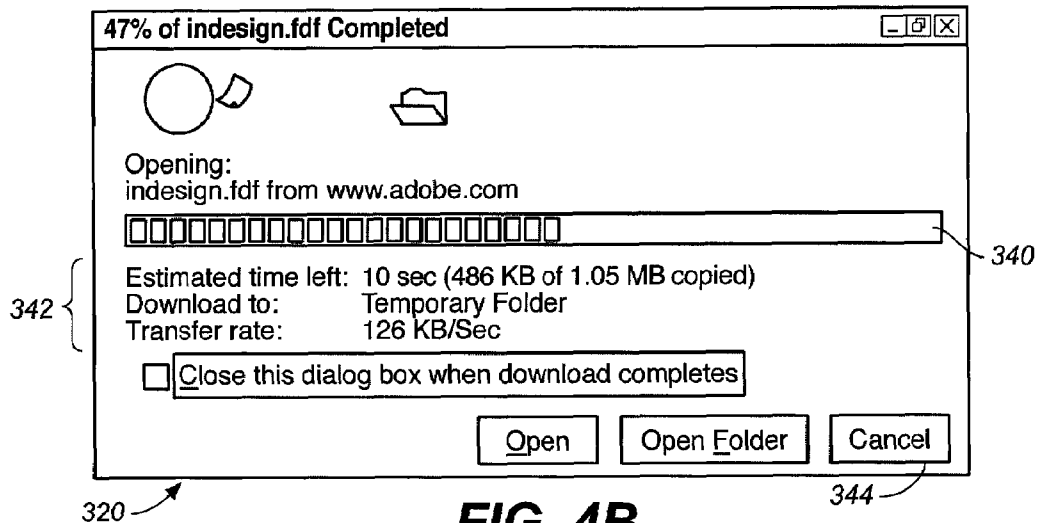 47% of indesign.fdf Completed
Opening:
indesign.fdf from www.adobe.com
340
342
Estimated time left: 10 sec (486 KB of 1.05 MB copied)
Download to: Temporary Folder
Transfer rate: 126 KB/Sec
Close this dialog box when download completes
Open Open Folder Cancel
320
344
FIG. 4B